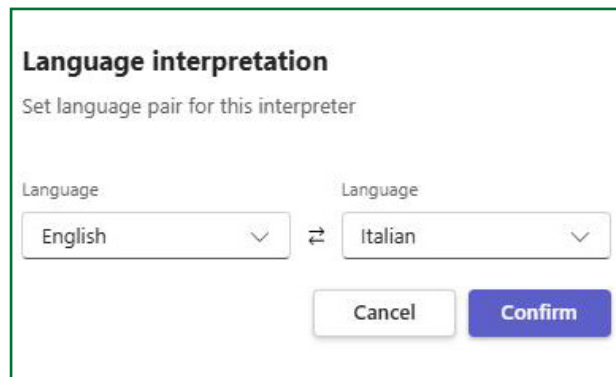 Language interpretation
Set language pair for this interpreter
Language Language
English Italian
Cancel Confirm